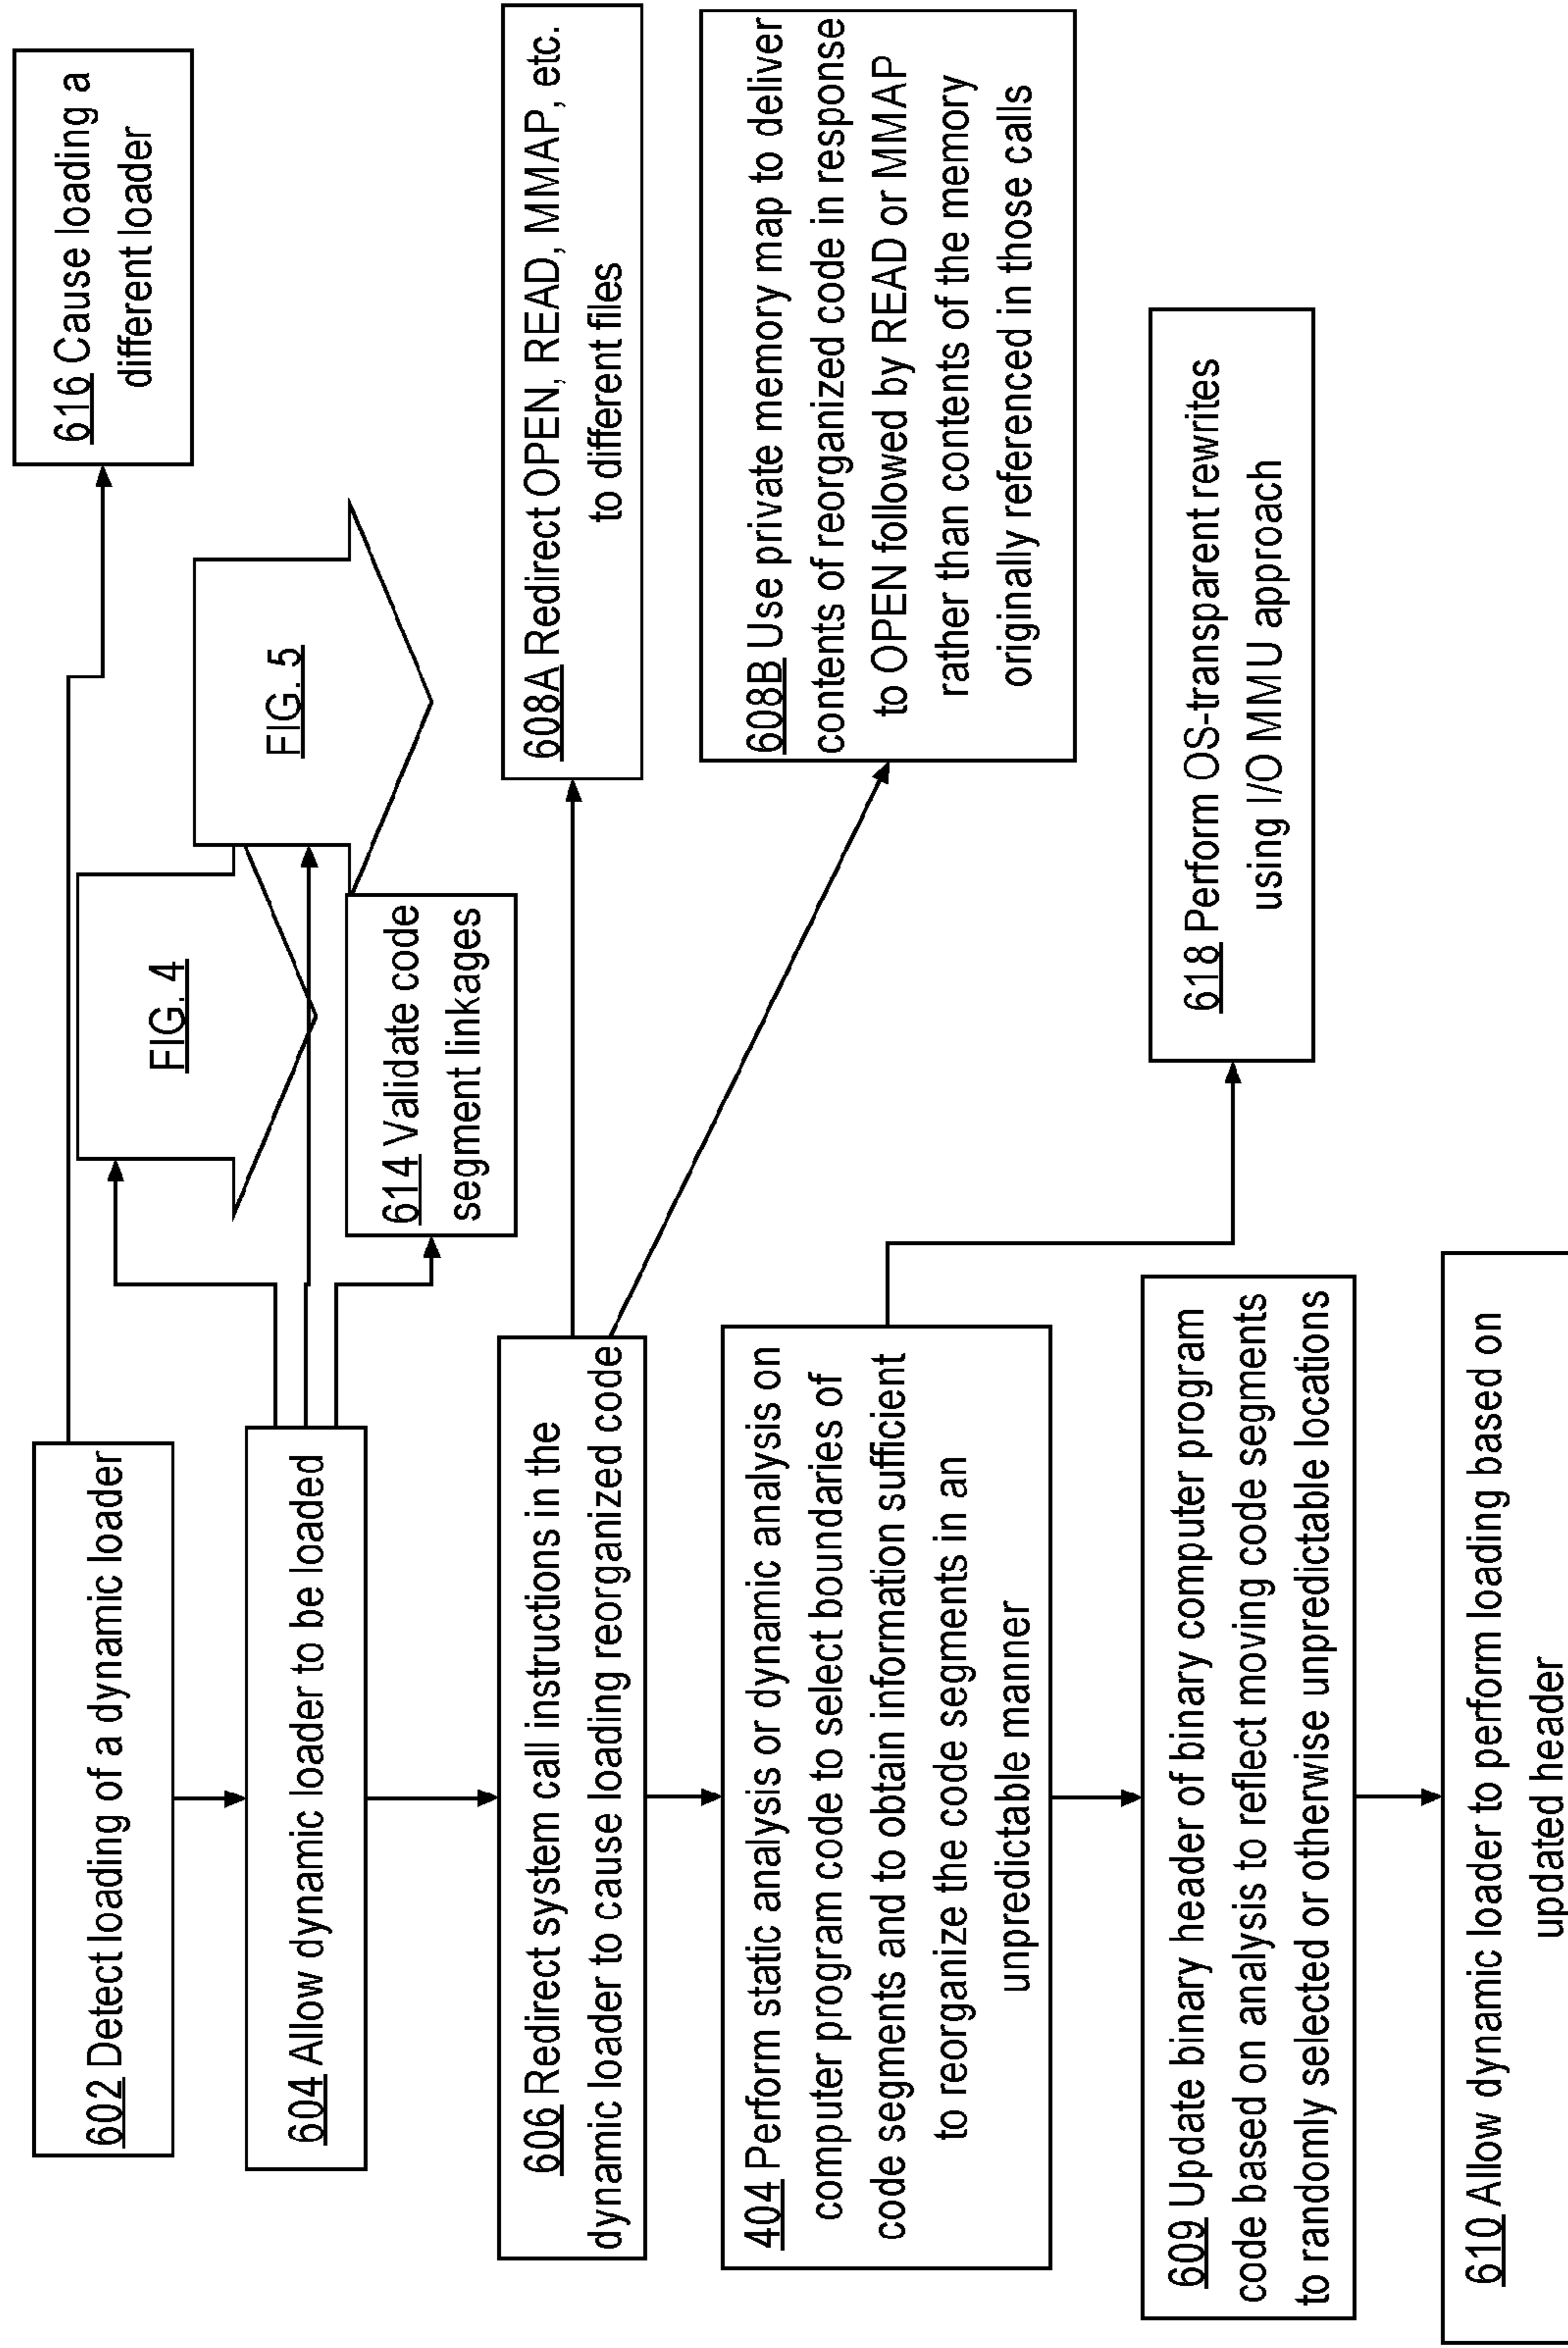 602 Detect loading of a dynamic loader
604 Allow dynamic loader to be loaded
606 Redirect system call instructions in the
dynamic loader to cause loading reorganized code
404 Perform static analysis or dynamic analysis on
computer program code to select boundaries of
code segments and to obtain information sufficient
to reorganize the code segments in an
unpredictable manner
609 Update binary header of binary computer program
code based on analysis to reflect moving code segments
to randomly selected or otherwise unpredictable locations
610 Allow dynamic loader to perform loading based on
updated header
616 Cause loading a
different loader
FIG. 4
FIG. 5
614 Validate code
segment linkages
608A Redirect OPEN, READ, MMAP, etc.
to different files
608B Use private memory map to deliver
contents of reorganized code in response
to OPEN followed by READ or MMAP
rather than contents of the memory
originally referenced in those calls
618 Perform OS-transparent rewrites
using I/O MMU approach